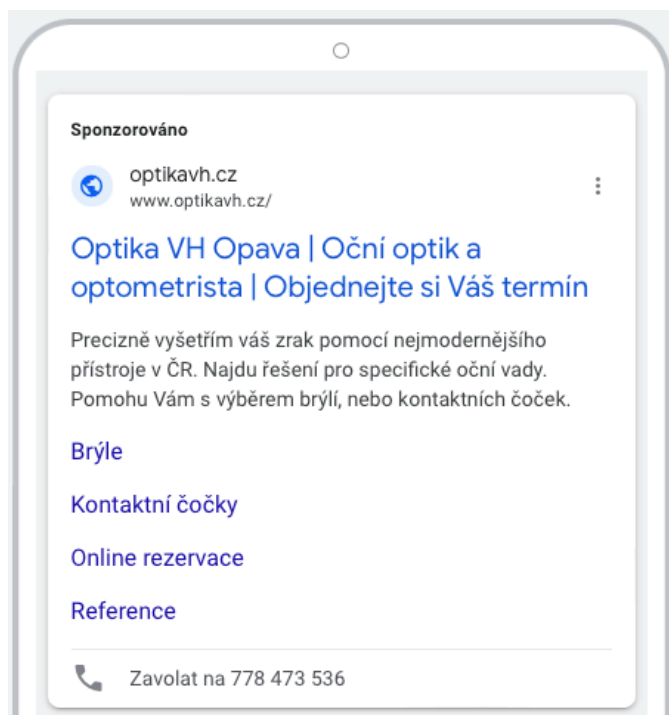 Sponzorováno
optikavh.cz
www.optikavh.cz/
Optika VH Opava | Oční optik a
optometrista | Objednejte si Váš termín
Precizně vyšetřím váš zrak pomocí nejmodernějšího
přístroje v ČR. Najdu řešení pro specifické oční vady.
Pomohu Vám s výběrem brýlí, nebo kontaktních čoček.
Brýle
Kontaktní čočky
Online rezervace
Reference
Zavolat na 778 473 536